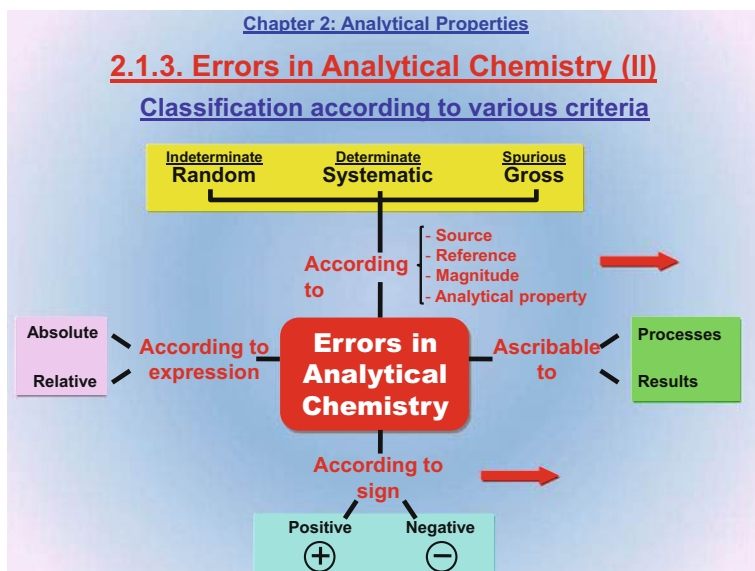 Chapter 2: Analytical Properties
2.1.3. Errors in Analytical Chemistry (II)
Classification according to various criteria
Indeterminate
Random
Determinate
Systematic
Spurious
Gross
According
to
- Source
- Reference
- Magnitude
- Analytical property
Absolute
Relative
According to
expression
Errors in
Analytical
Chemistry
Ascribable
to
Processes
Results
According to
sign
Positive
+
Negative
−